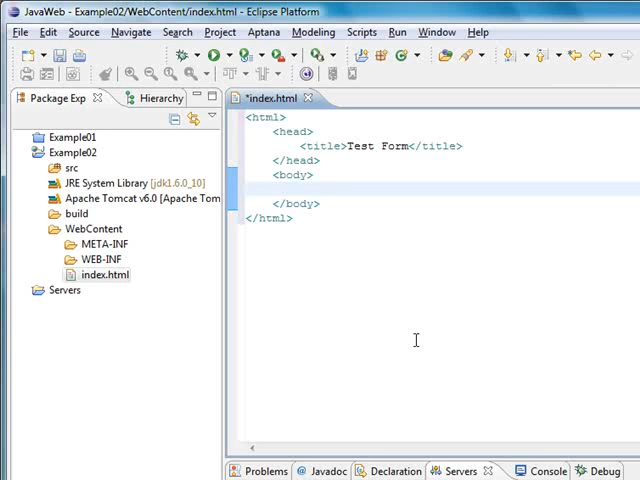 JavaWeb - Example02/WebContent/index.html - Eclipse Platform
File Edit Source Navigate Search Project Aptana Modeling Scripts Run Window Help
Package Exp Hierarchy
*index.html
Example01
Example02
src
JRE System Library [jdk1.6.0_10]
Apache Tomcat v6.0 [Apache Tom
build
WebContent
META-INF
WEB-INF
index.html
Servers
<html>
<head>
<title>Test Form</title>
</head>
<body>
</body>
</html>
Problems Javadoc Declaration Servers Console Debug